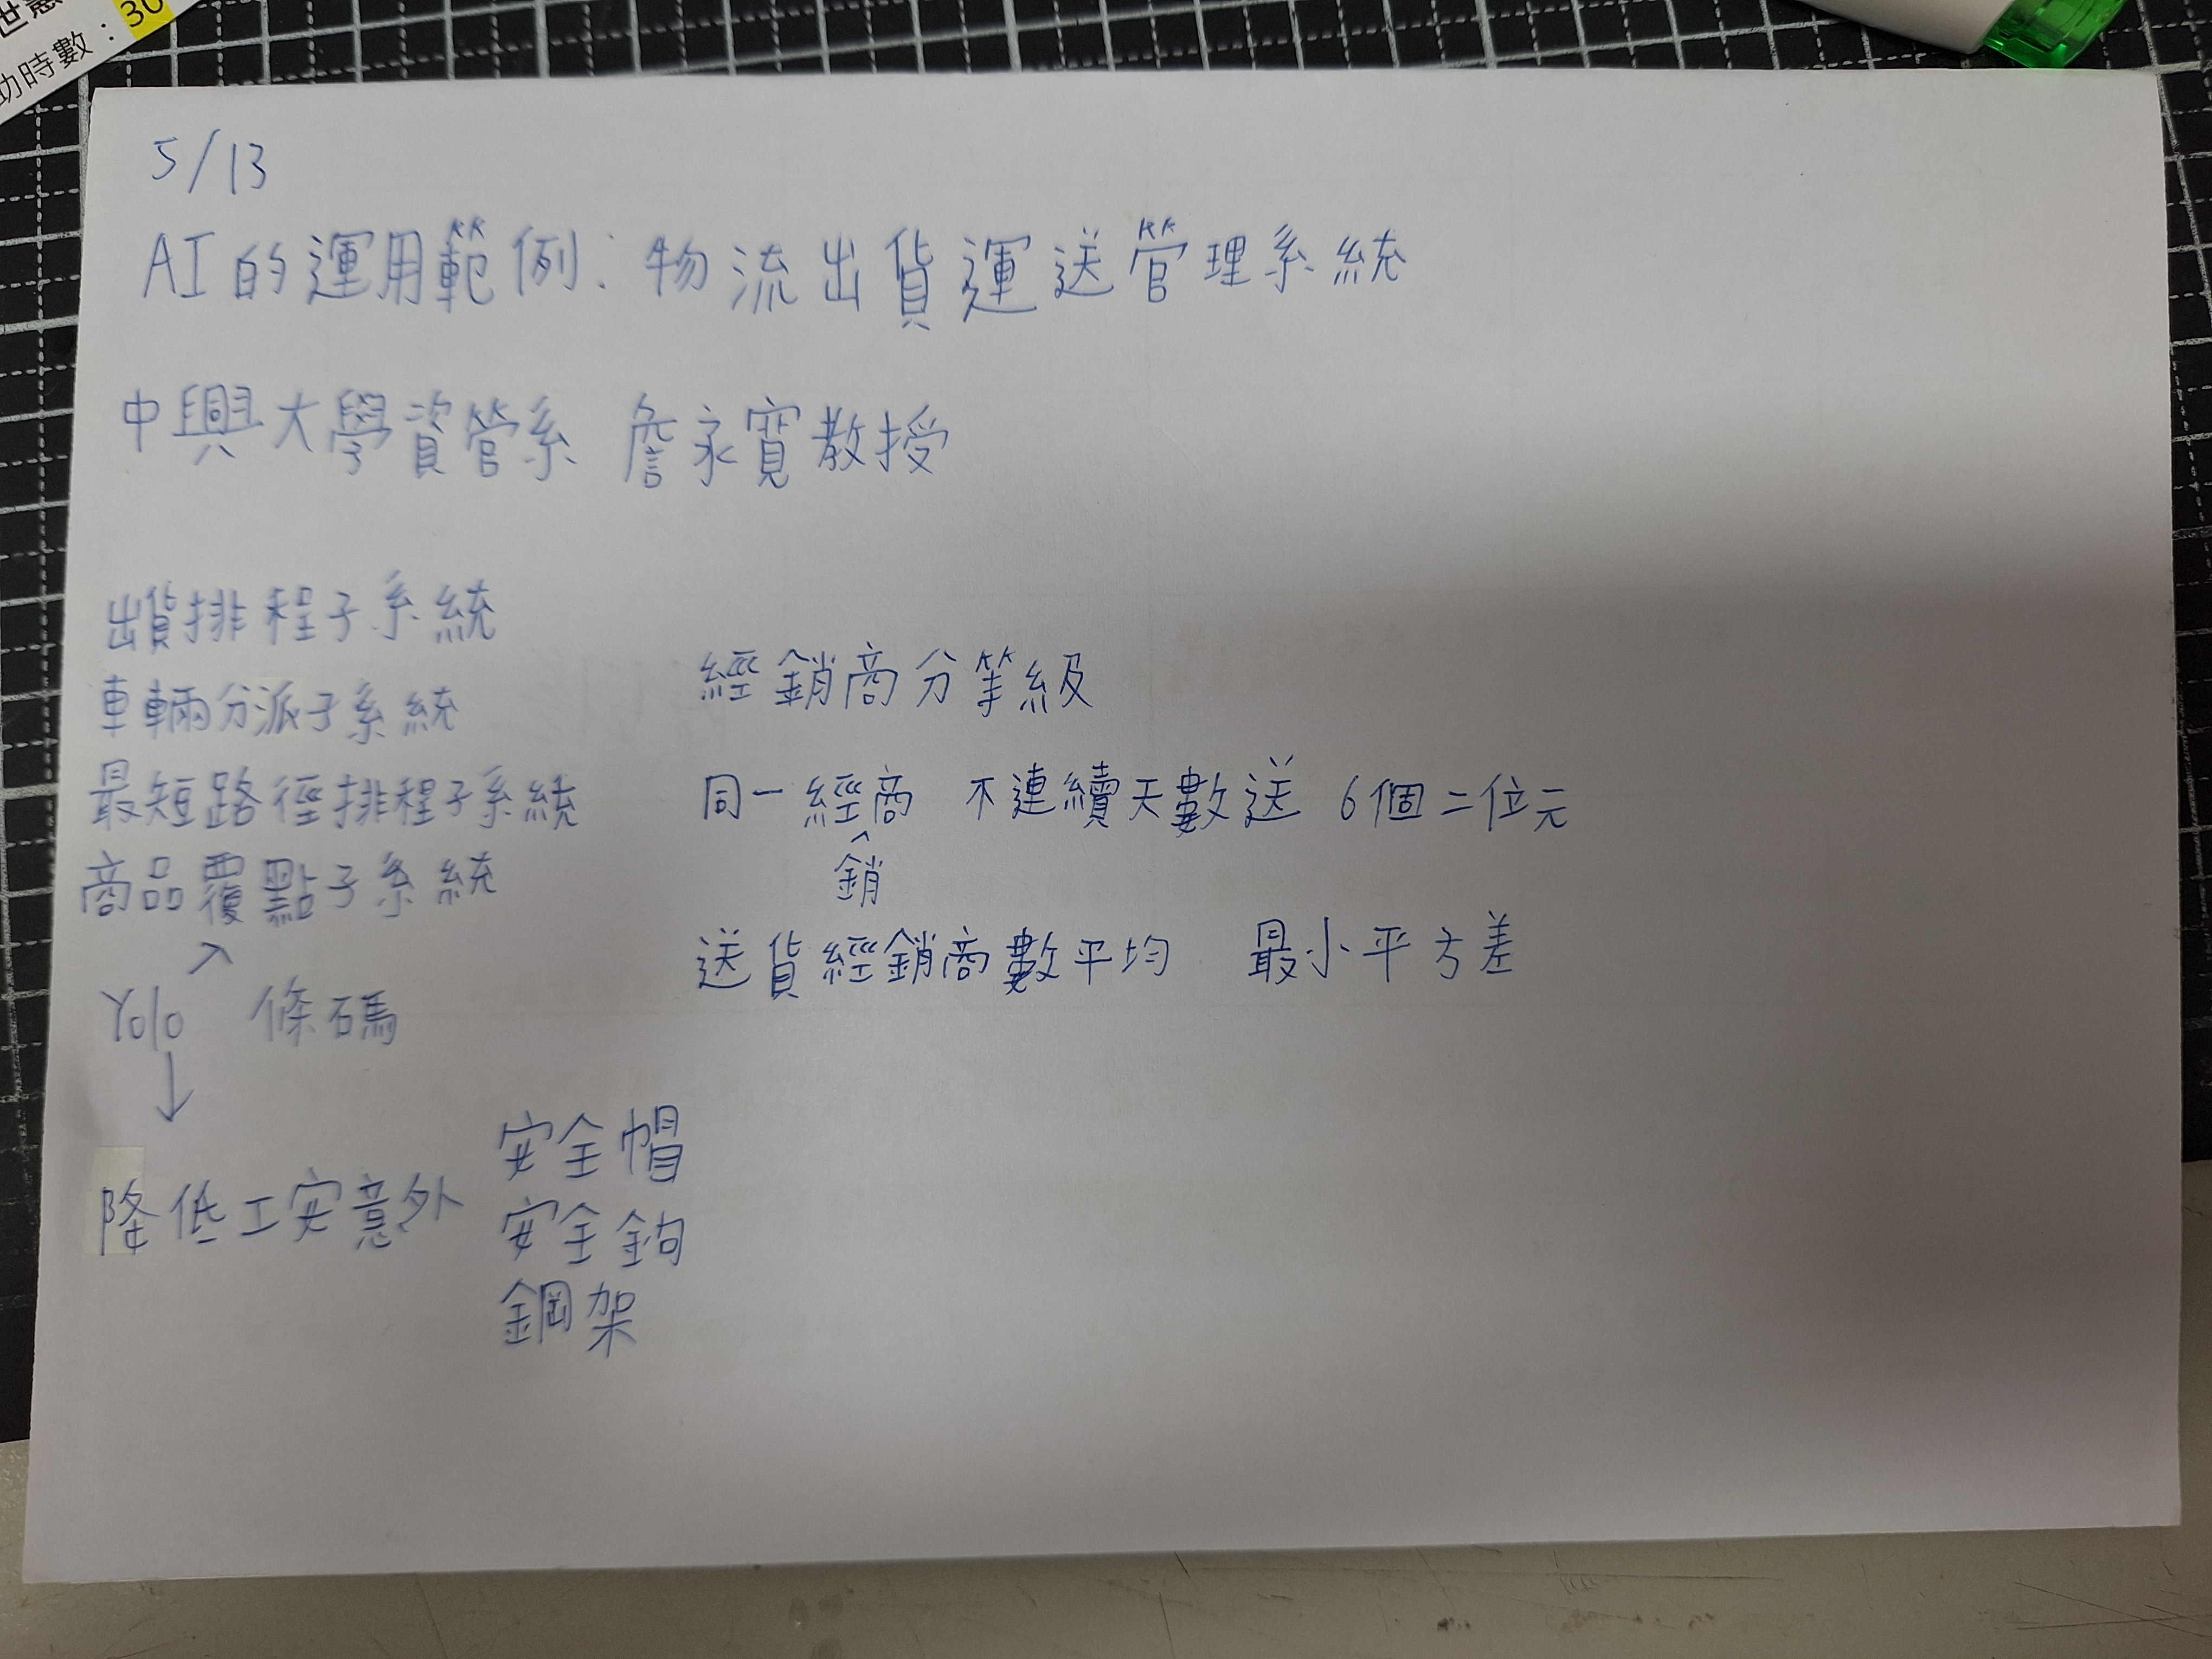 世慧
功時數：30
5/13
AI的運用範例：物流出貨運送管理系統
中興大學資管系 詹永寬教授
出貨排程子系統
車輛分派子系統
最短路徑排程子系統
商品覆點子系統
Yolo 條碼
↓
降低工安意外
安全帽
安全鉤
鋼架
經銷商分等級
同一經銷商 不連續天數送 6個二位元
送貨經銷商數平均 最小平方差